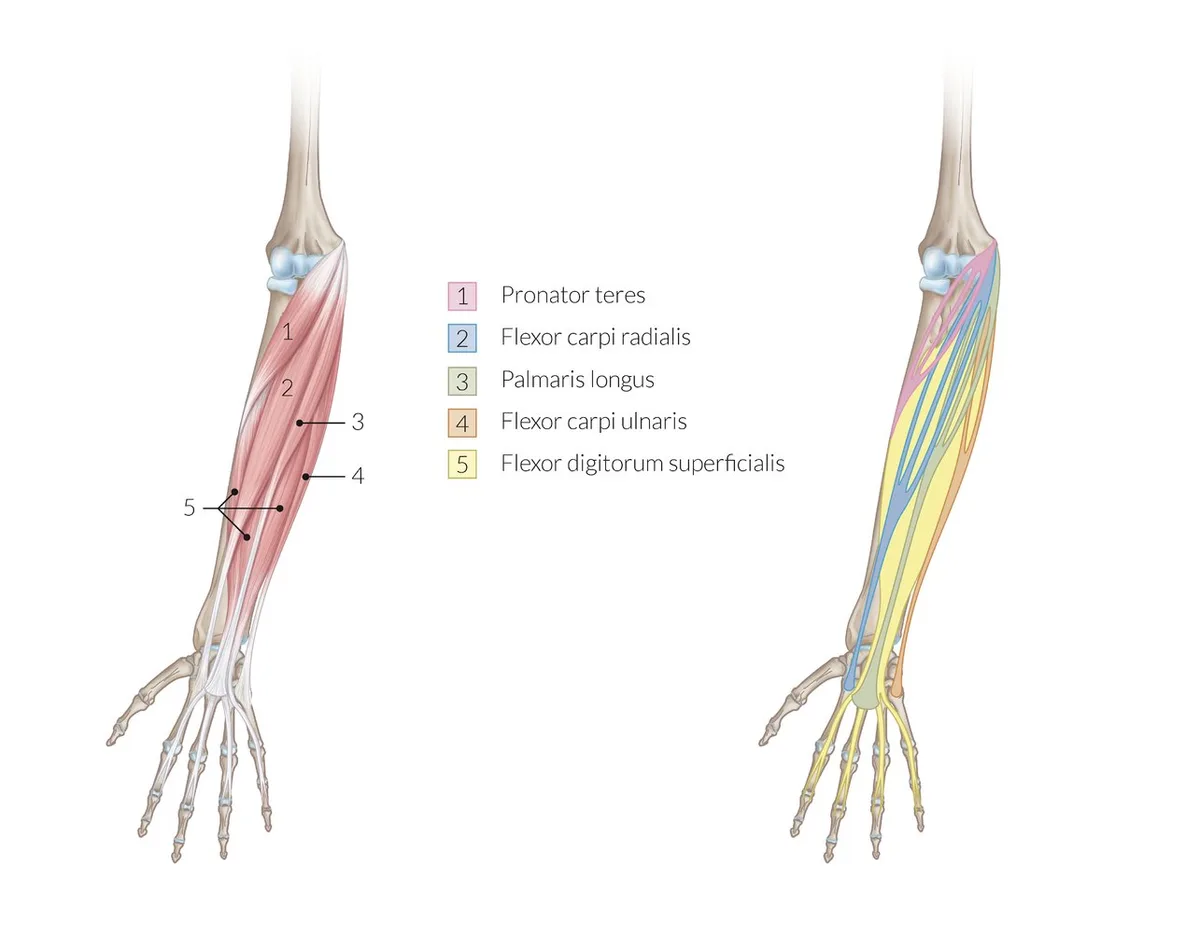 1
2
3
4
5
1 Pronator teres
2 Flexor carpi radialis
3 Palmaris longus
4 Flexor carpi ulnaris
5 Flexor digitorum superficialis